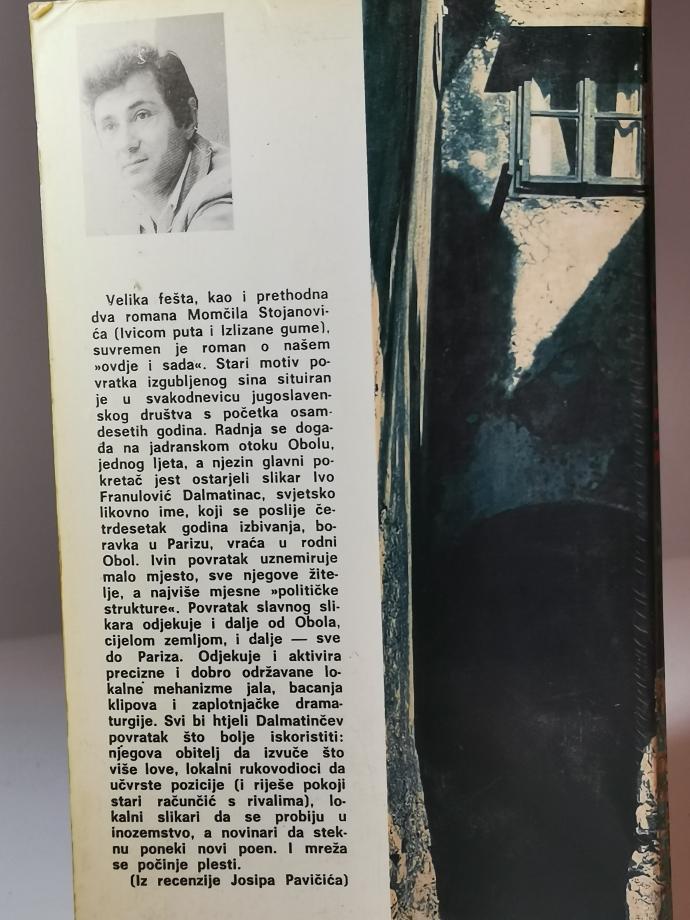 Velika fešta, kao i prethodna
dva romana Momčila Stojanovi-
ća (Ivicom puta i Izlizane gume),
suvremen je roman o našem
»ovdje i sada«. Stari motiv po-
vratka izgubljenog sina situiran
je u svakodnevicu jugoslaven-
skog društva s početka osam-
desetih godina. Radnja se doga-
đa na jadranskom otoku Obolu,
jednog ljeta, a njezin glavni po-
kretač jest ostarjeli slikar Ivo
Franulović Dalmatinac, svjetsko
likovno ime, koji se poslije če-
trdesetak godina izbivanja, bo-
ravka u Parizu, vraća u rodni
Obol. Ivin povratak uznemiruje
malo mjesto, sve njegove žite-
lje, a najviše mjesne »političke
strukture«. Povratak slavnog sli-
kara odjekuje i dalje od Obola,
cijelom zemljom, i dalje — sve
do Pariza. Odjekuje i aktivira
precizne i dobro održavane lo-
kalne mehanizme jala, bacanja
klipova i zaplotnjačke drama-
turgije. Svi bi htjeli Dalmatinčev
povratak što bolje iskoristiti:
njegova obitelj da izvuče što
više love, lokalni rukovodioci da
učvrste pozicije (i riješe pokoji
stari računčić s rivalima), lo-
kalni slikari da se probiju u
inozemstvo, a novinari da stek-
nu poneki novi poen. I mreža
se počinje plesti.
(Iz recenzije Josipa Pavičića)